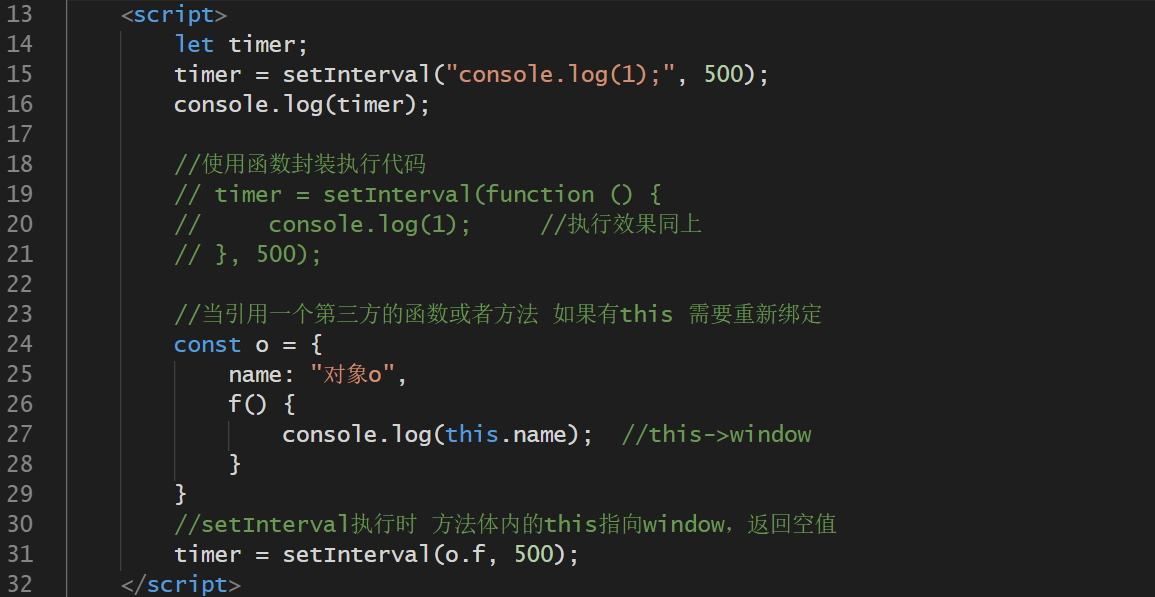 13 <script>
14 let timer;
15 timer = setInterval("console.log(1);", 500);
16 console.log(timer);
17
18 //使用函数封装执行代码
19 // timer = setInterval(function () {
20 //     console.log(1);     //执行效果同上
21 // }, 500);
22
23 //当引用一个第三方的函数或者方法 如果有this 需要重新绑定
24 const o = {
25 name: "对象o",
26 f() {
27 console.log(this.name);  //this->window
28 }
29 }
30 //setInterval执行时 方法体内的this指向window，返回空值
31 timer = setInterval(o.f, 500);
32 </script>